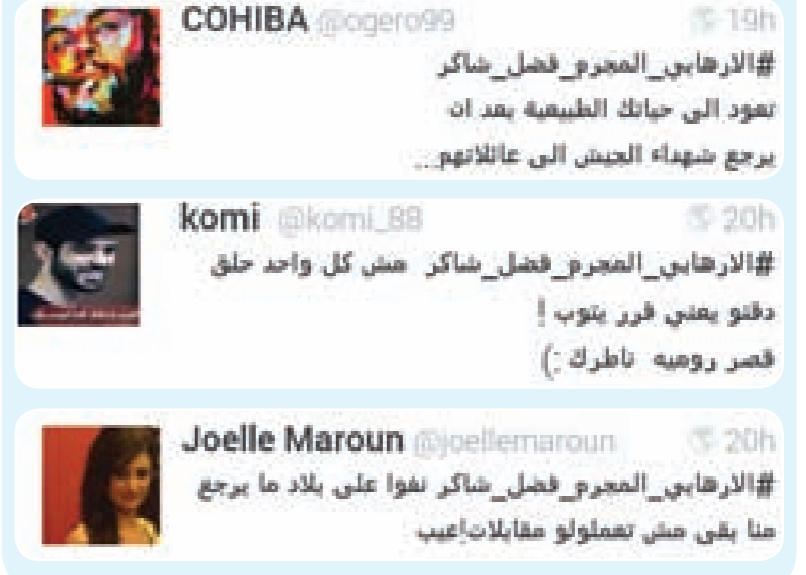 COHIBA @ogero99 19h
#الارهابي_المجرم_فضل_شاكر
تعود الى حياتك الطبيعية بعد ان
يرجع شهداء الجيش الى عائلاتهم...
komi @komi_88 20h
#الارهابي_المجرم_فضل_شاكر مش كل واحد حلق
دقنو يعني قرر يتوب !
قصر روميه ناطرك :)
Joelle Maroun @joellemaroun 20h
#الارهابي_المجرم_فضل_شاكر نفوا على بلاد ما يرجع
منا بقى مش تعملولو مقابلات!عيب